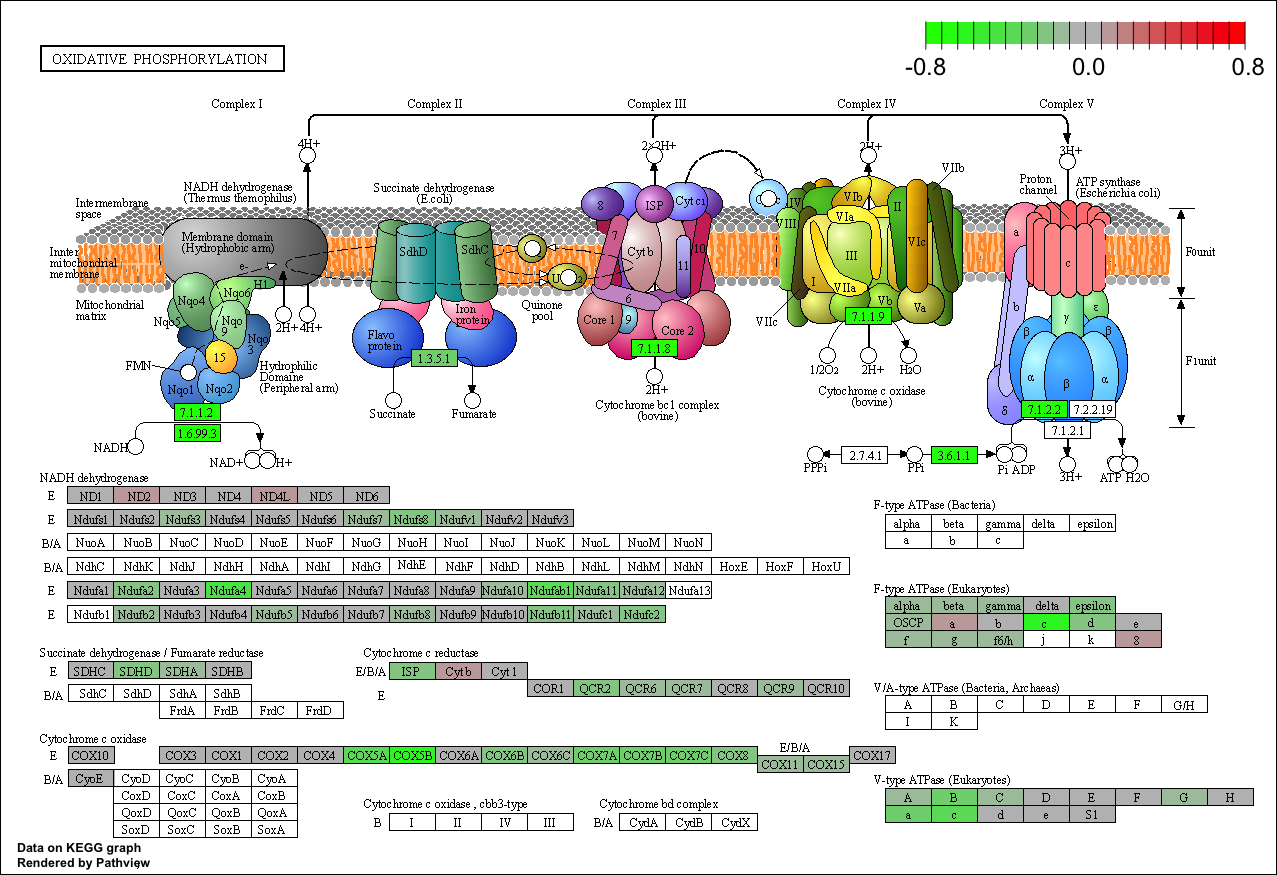 OXIDATIVE PHOSPHORYLATION
-0.8 0.0 0.8
Complex I Complex II Complex III Complex IV Complex V
4H+ 2×2H+ 2H+ 3H+
NADH dehydrogenase
(Thermus themophilus)
Succinate dehydrogenase
(E.coli)
VIIb
Proton
channel
ATP synthase
(Escherichia coli)
Intermembrane
space
Innter
mitochondrial
membrane
Mitochondrial
matrix
Membrane domain
(Hydrophobic arm)
e-
H1
Nqo4 Nqo6
Nqo5
Nqo
9
Nqo
3
15
FMN
Nqo1 Nqo2
2H+ 4H+
Hydrophilic
Domaine
(Peripheral arm)
7.1.1.2
1.6.99.3
NADH
NAD+ H+
SdhD SdhC
Iron
protein
Flavo
protein
1.3.5.1
Succinate Fumarate
Quinone
pool
8 ISP Cyt c1
7 Cyt b 10
11
6
Core 1 9 Core 2
7.1.1.8
2H+
Cytochrome bc1 complex
(bovine)
IV VIb
VIII VIa II
VIc
III
I VIIa
Vb Va
VIIc
7.1.1.9
1/2O2 2H+ H2O
Cytochrome c oxidase
(bovine)
a c
b
γ ε
β β
α β α
δ
F0unit
F1unit
7.1.2.2 7.2.2.19
7.1.2.1
PPPi 2.7.4.1 PPi 3.6.1.1 Pi ADP 3H+ ATP H2O
NADH dehydrogenase
E ND1 ND2 ND3 ND4 ND4L ND5 ND6
E Ndufs1 Ndufs2 Ndufs3 Ndufs4 Ndufs5 Ndufs6 Ndufs7 Ndufs8 Ndufv1 Ndufv2 Ndufv3
B/A NuoA NuoB NuoC NuoD NuoE NuoF NuoG NuoH NuoI NuoJ NuoK NuoL NuoM NuoN
B/A NdhC NdhK NdhJ NdhH NdhA NdhI NdhG NdhE NdhF NdhD NdhB NdhL NdhM NdhN HoxE HoxF HoxU
E Ndufa1 Ndufa2 Ndufa3 Ndufa4 Ndufa5 Ndufa6 Ndufa7 Ndufa8 Ndufa9 Ndufa10 Ndufab1 Ndufa11 Ndufa12 Ndufa13
E Ndufb1 Ndufb2 Ndufb3 Ndufb4 Ndufb5 Ndufb6 Ndufb7 Ndufb8 Ndufb9 Ndufb10 Ndufb11 Ndufc1 Ndufc2
Succinate dehydrogenase / Fumarate reductase
E SDHC SDHD SDHA SDHB
B/A SdhC SdhD SdhA SdhB
FrdA FrdB FrdC FrdD
Cytochrome c reductase
E/B/A ISP Cyt b Cyt 1
E COR1 QCR2 QCR6 QCR7 QCR8 QCR9 QCR10
Cytochrome c oxidase
E COX10 COX3 COX1 COX2 COX4 COX5A COX5B COX6A COX6B COX6C COX7A COX7B COX7C COX8
E/B/A
COX11 COX15 COX17
B/A CyoE CyoD CyoC CyoB CyoA
CoxD CoxC CoxA CoxB
QoxD QoxC QoxB QoxA
SoxD SoxC SoxB SoxA
Cytochrome c oxidase , cbb3-type
B I II IV III
Cytochrome bd complex
B/A CydA CydB CydX
F-type ATPase (Bacteria)
alpha beta gamma delta epsilon
a b c
F-type ATPase (Eukaryotes)
alpha beta gamma delta epsilon
OSCP a b c d e
f g f6/h j k 8
V/A-type ATPase (Bacteria, Archaeas)
A B C D E F G/H
I K
V-type ATPase (Eukaryotes)
A B C D E F G H
a c d e S1
Data on KEGG graph
Rendered by Pathview